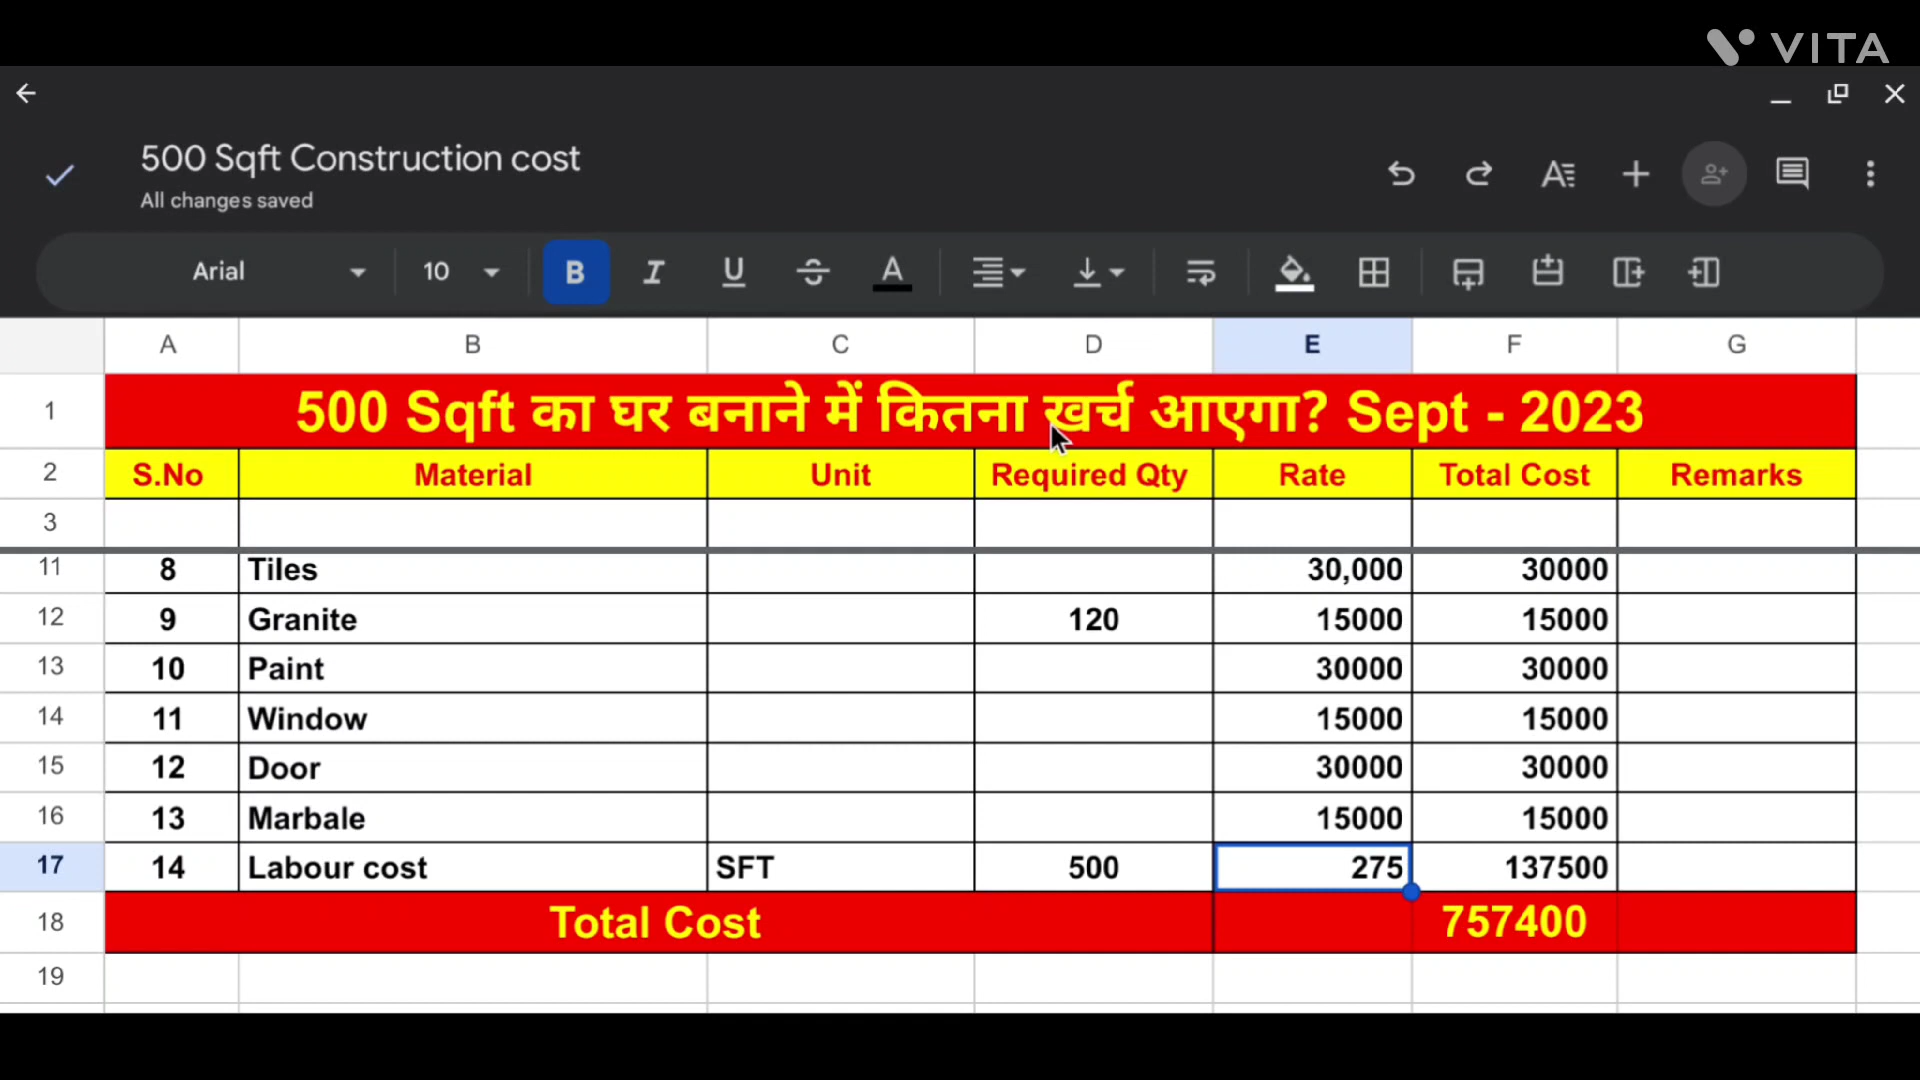 VITA
500 Sqft Construction cost
All changes saved
Arial 10 B I U A
A B C D E F G
1 500 Sqft का घर बनाने में कितना खर्च आएगा? Sept - 2023
2 S.No Material Unit Required Qty Rate Total Cost Remarks
3
11 8 Tiles 30,000 30000
12 9 Granite 120 15000 15000
13 10 Paint 30000 30000
14 11 Window 15000 15000
15 12 Door 30000 30000
16 13 Marbale 15000 15000
17 14 Labour cost SFT 500 275 137500
18 Total Cost 757400
19